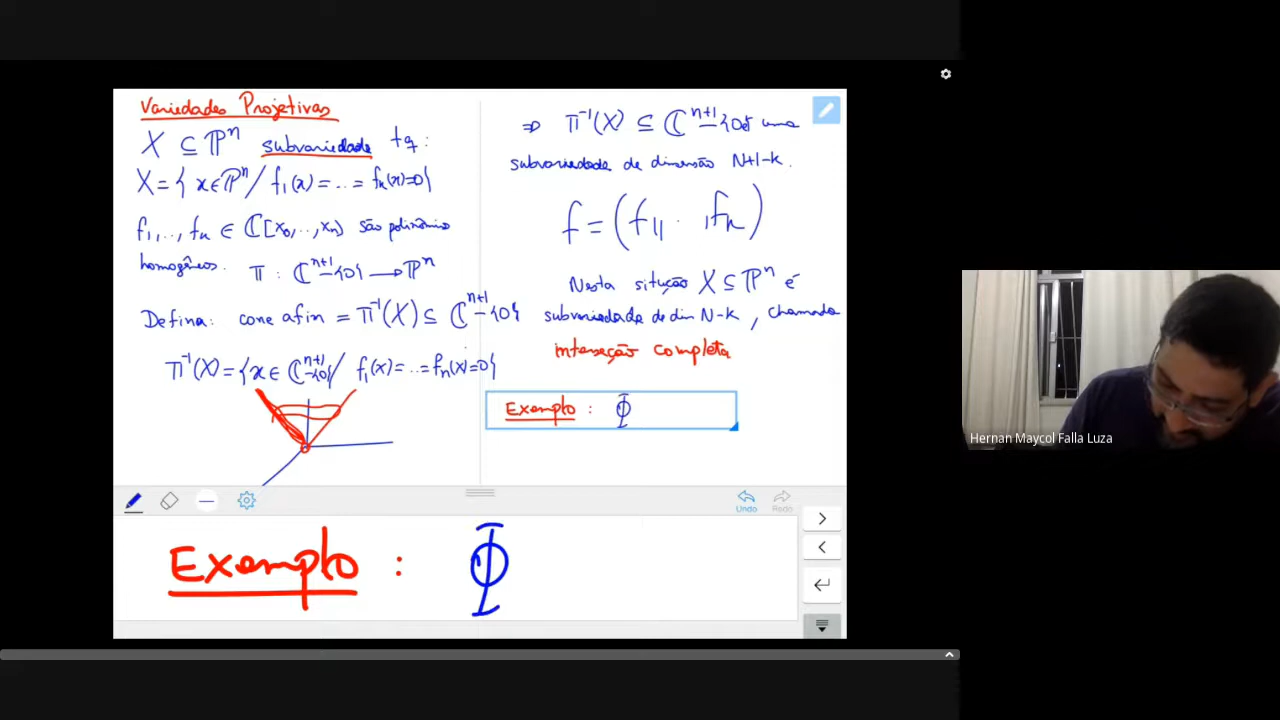 Variedades Projetivas
X ⊆ ℙⁿ subvariedade tq:
X = { x ∈ ℙⁿ / f₁(x) = ... = fₖ(x) = 0 }
f₁, .., fₖ ∈ ℂ[x₀, .., xₙ) são polinômio
homogêneos. π : ℂⁿ⁺¹–{0} → ℙⁿ
Defina: cone afim = π⁻¹(X) ⊆ ℂⁿ⁺¹–{0}
π⁻¹(X) = { x ∈ ℂⁿ⁺¹–{0} / f₁(x) = ... = fₖ(x) = 0 }
⇒ π⁻¹(X) ⊆ ℂⁿ⁺¹–{0} é uma
subvariedade de dimensão N+1–k.
f = (f₁, . , fₖ)
Nesta situção X ⊆ ℙⁿ é
subvariedade de dim N–k, chamada
interseção completa
Exemplo : Φ
Undo
Redo
Exemplo : Φ
Hernan Maycol Falla Luza